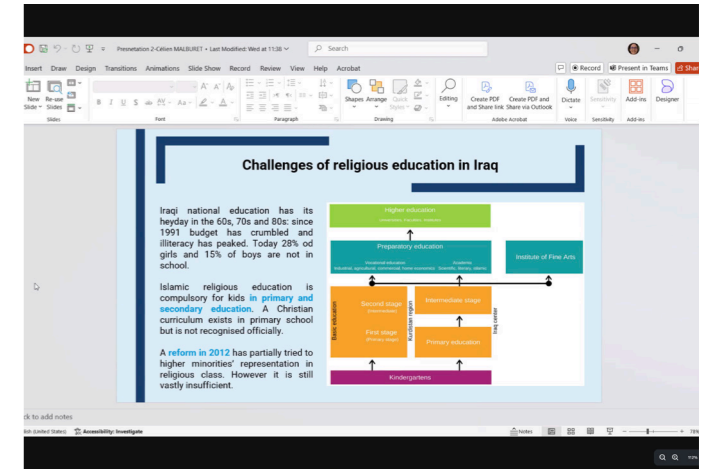 Presnetation 2-Célien MALBURET • Last Modified: Wed at 11:38
Search
Insert Draw Design Transitions Animations Slide Show Record Review View Help Acrobat
Record Present in Teams Shar
New Slide Re-use Slides
Shapes Arrange Quick Styles Editing
Create PDF and Share link Create PDF and Share via Outlook
Dictate Sensitivity Add-ins Designer
Slides Font Paragraph Drawing Adobe Acrobat Voice Sensitivity Add-ins
Challenges of religious education in Iraq
Iraqi national education has its
heyday in the 60s, 70s and 80s: since
1991 budget has crumbled and
illiteracy has peaked. Today 28% od
girls and 15% of boys are not in
school.
Islamic religious education is
compulsory for kids in primary and
secondary education. A Christian
curriculum exists in primary school
but is not recognised officially.
A reform in 2012 has partially tried to
higher minorities' representation in
religious class. However it is still
vastly insufficient.
Higher education
Preparatory education
Institute of Fine Arts
Basic education
Second stage
(Intermediate)
First stage
(Primary stage)
Kurdistan region
Intermediate stage
Primary education
Iraq center
Kindergartens
ck to add notes
ish (United States) Accessibility: Investigate
Notes
78%